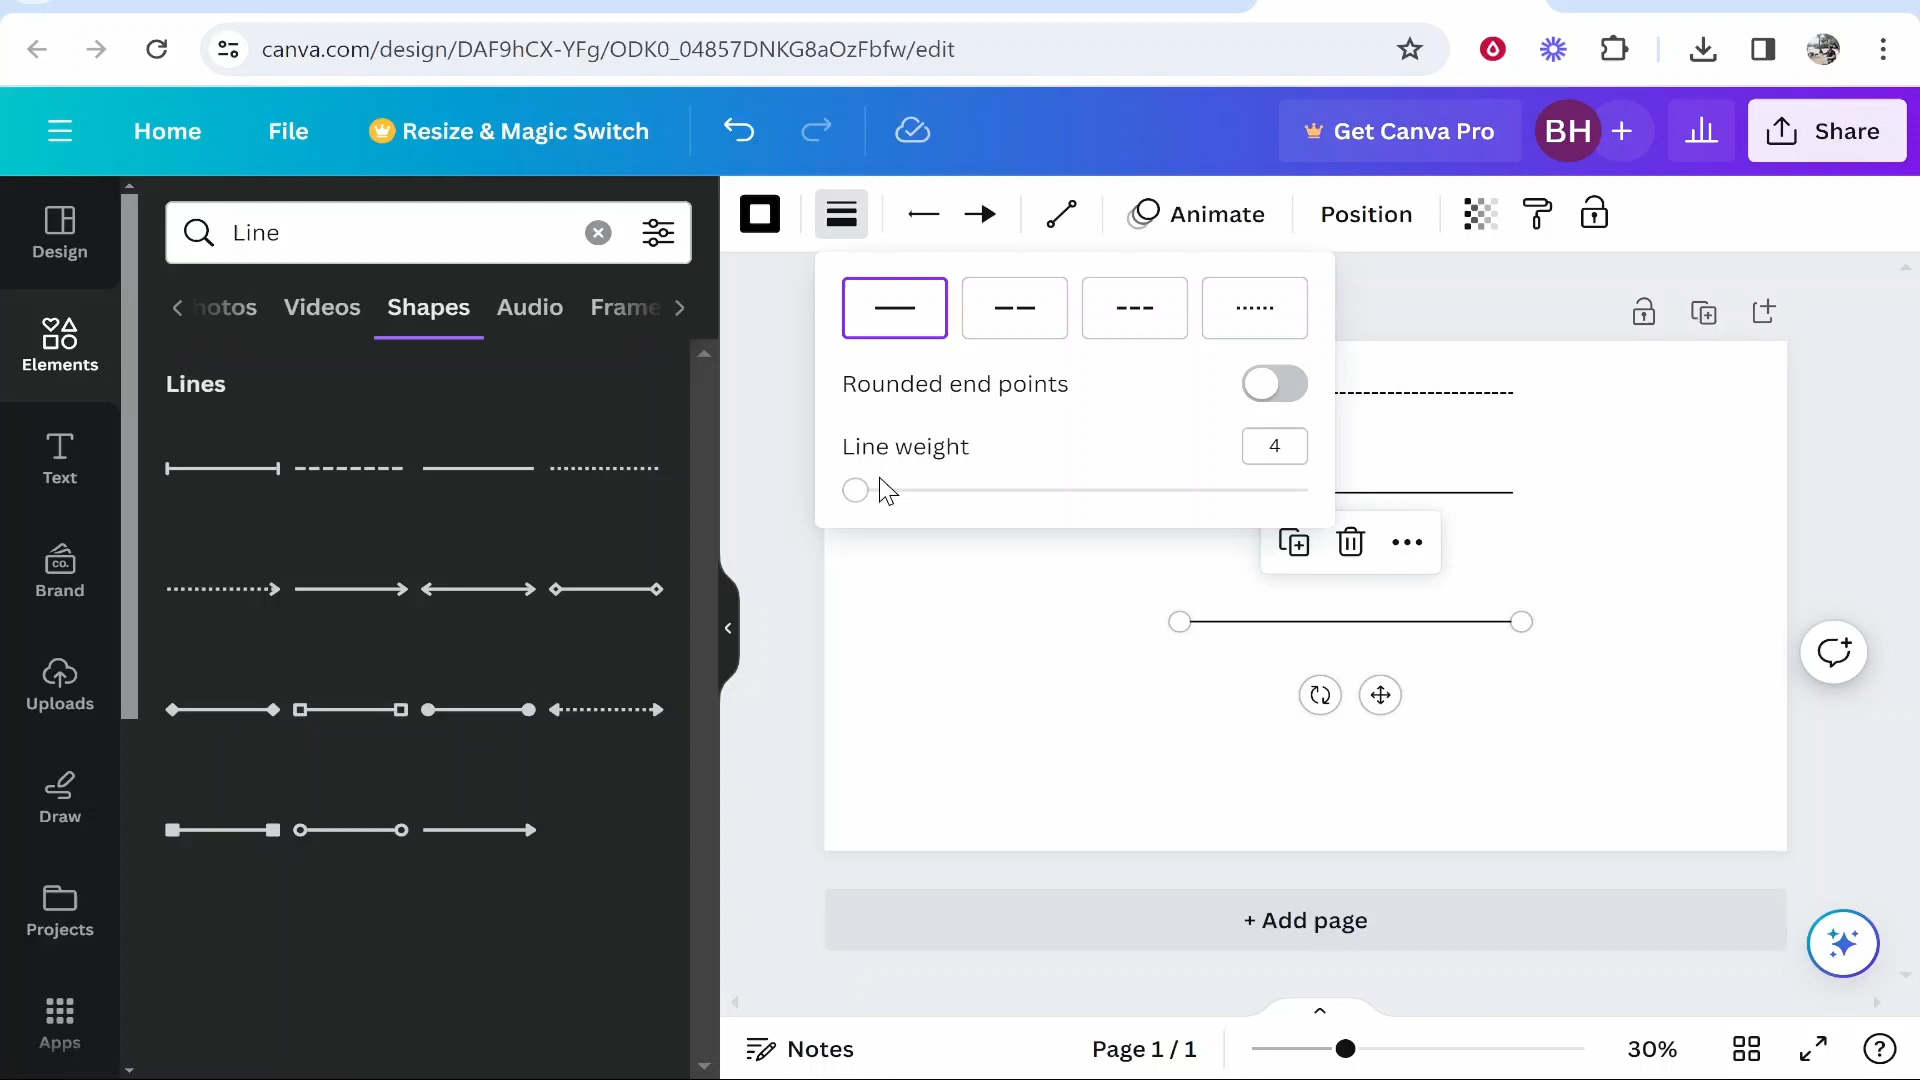 canva.com/design/DAF9hCX-YFg/ODK0_04857DNKG8aOzFbfw/edit
Home
File
Resize & Magic Switch
Get Canva Pro
BH
Share
Design
Elements
Text
Brand
Uploads
Draw
Projects
Apps
co.
Line
hotos
Videos
Shapes
Audio
Frame
Lines
Animate
Position
Rounded end points
Line weight
4
+ Add page
Notes
Page 1 / 1
30%